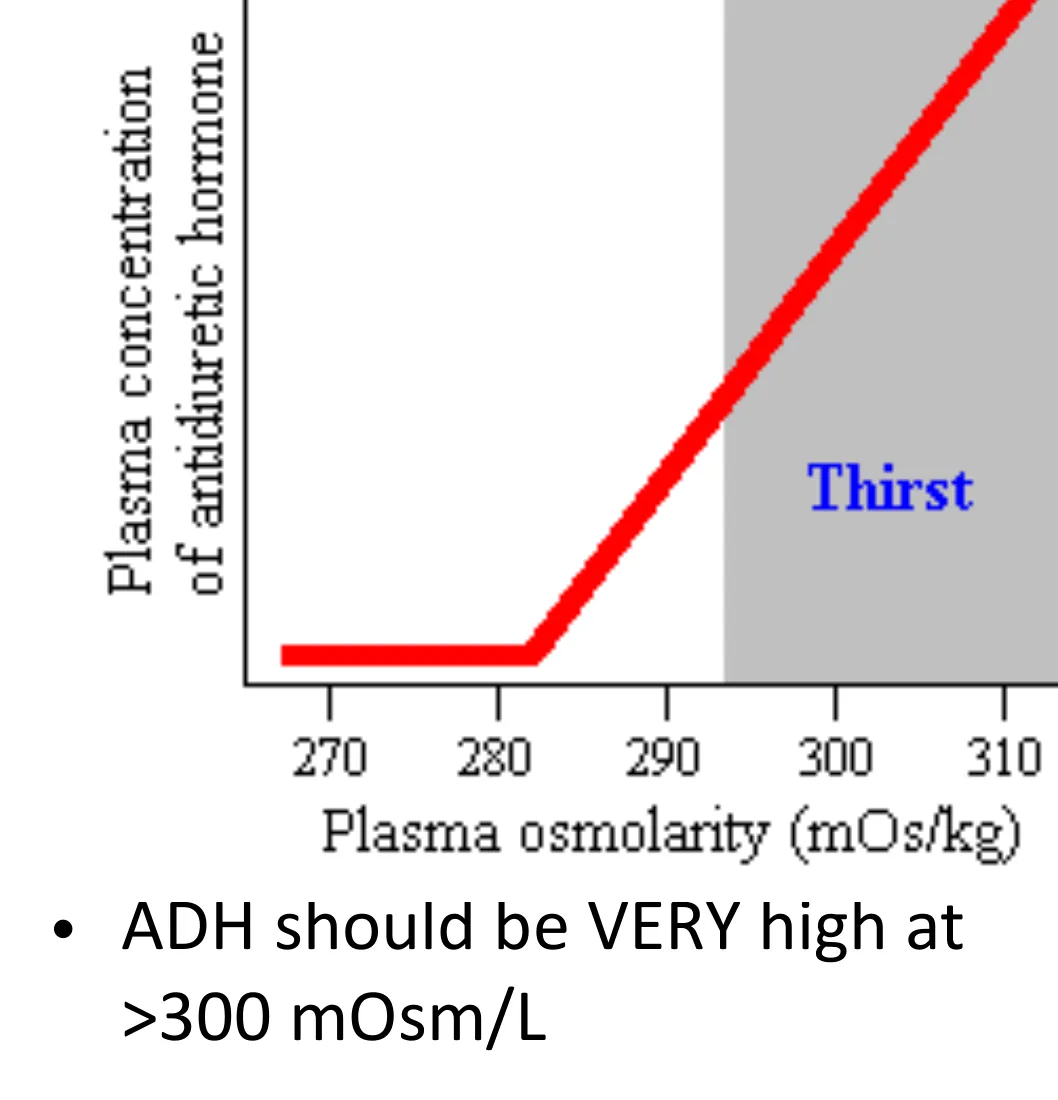 Plasma concentration
of antidiuretic hormone
Thirst
270 280 290 300 310
Plasma osmolarity (mOs/kg)
• ADH should be VERY high at
>300 mOsm/L